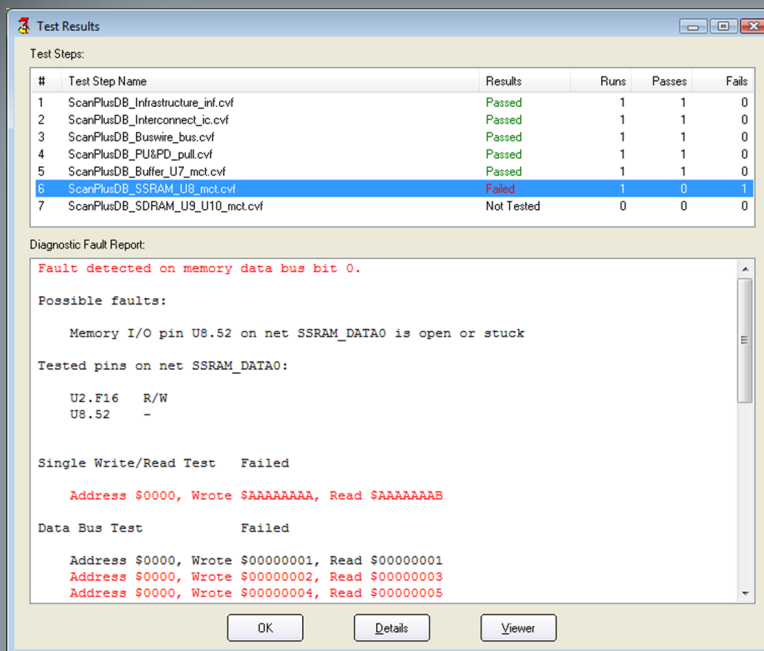 Test Results
Test Steps:
# Test Step Name Results Runs Passes Fails
1 ScanPlusDB_Infrastructure_inf.cvf Passed 1 1 0
2 ScanPlusDB_Interconnect_ic.cvf Passed 1 1 0
3 ScanPlusDB_Buswire_bus.cvf Passed 1 1 0
4 ScanPlusDB_PU&PD_pull.cvf Passed 1 1 0
5 ScanPlusDB_Buffer_U7_mct.cvf Passed 1 1 0
6 ScanPlusDB_SSRAM_U8_mct.cvf Failed 1 0 1
7 ScanPlusDB_SDRAM_U9_U10_mct.cvf Not Tested 0 0 0
Diagnostic Fault Report:
Fault detected on memory data bus bit 0.
Possible faults:
Memory I/O pin U8.52 on net SSRAM_DATA0 is open or stuck
Tested pins on net SSRAM_DATA0:
U2.F16 R/W
U8.52 -
Single Write/Read Test Failed
Address $0000, Wrote $AAAAAAAA, Read $AAAAAAAB
Data Bus Test Failed
Address $0000, Wrote $00000001, Read $00000001
Address $0000, Wrote $00000002, Read $00000003
Address $0000, Wrote $00000004, Read $00000005
OK Details Viewer